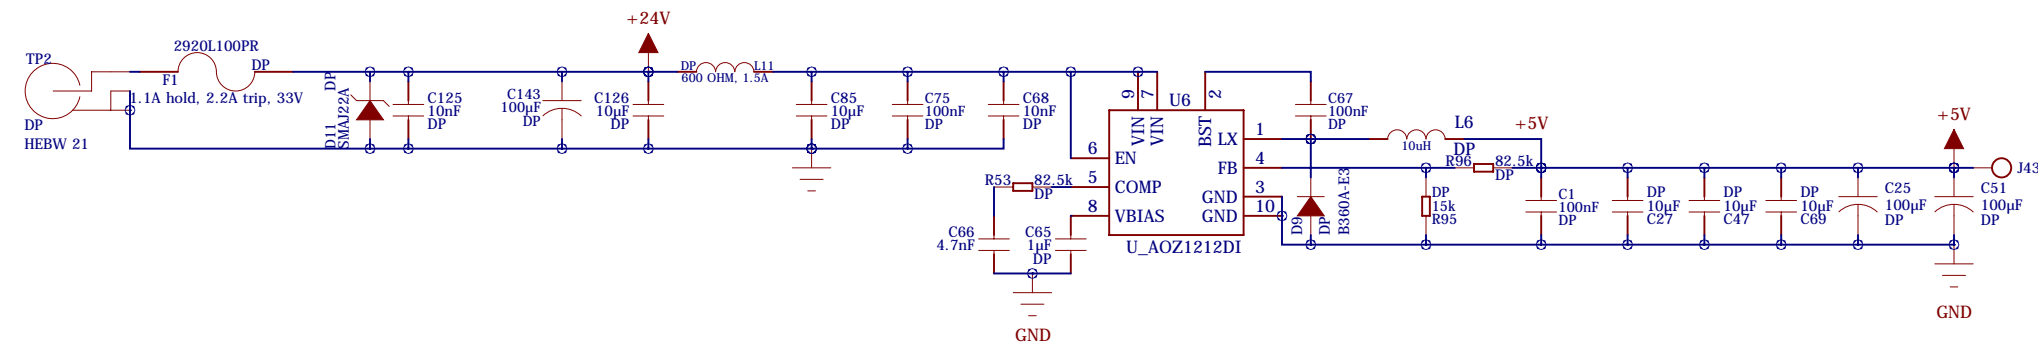 TP2
DP
HEBW 21
2920L100PR
F1
DP
1.1A hold, 2.2A trip, 33V
DP
D11
SMAJ22A
C125
10nF
DP
C143
100µF
DP
+24V
C126
10µF
DP
DP
L11
600 OHM, 1.5A
C85
10µF
DP
C75
100nF
DP
C68
10nF
DP
R53
82.5k
DP
C66
4.7nF
C65
1µF
DP
GND
9
7
U6
2
VIN
VIN
BST
1
LX
6
EN
4
FB
5
COMP
3
GND
8
VBIAS
10
GND
U_AOZ1212DI
C67
100nF
DP
D9
DP
B360A-E3
L6
10uH
DP
+5V
R96
82.5k
DP
DP
15k
R95
C1
100nF
DP
DP
10µF
C27
DP
10µF
C47
DP
10µF
C69
C25
100µF
DP
+5V
J43
C51
100µF
DP
GND